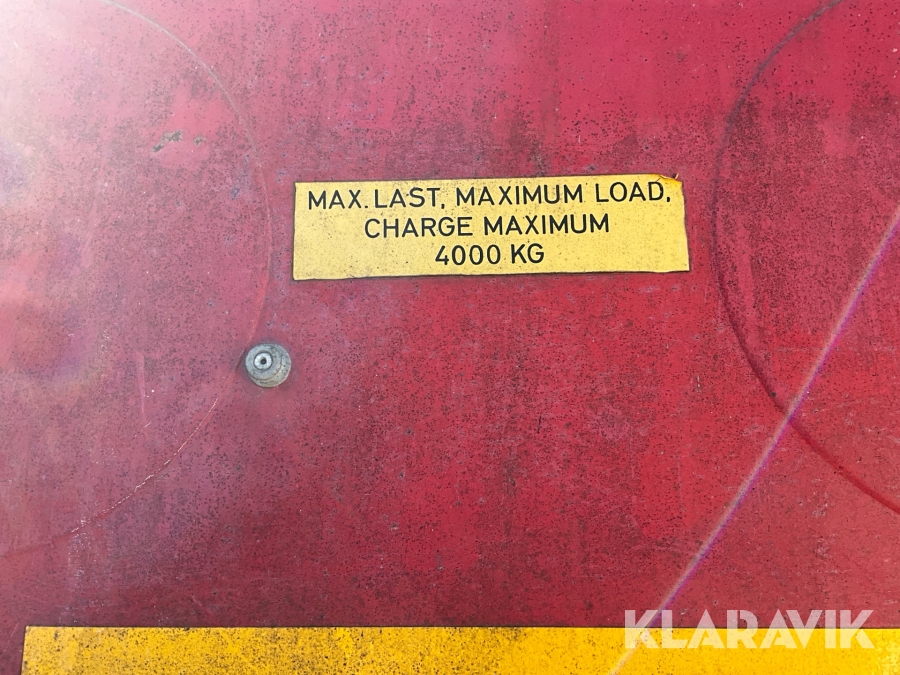 MAX. LAST, MAXIMUM LOAD,
CHARGE MAXIMUM
4000 KG
KLARAVIK